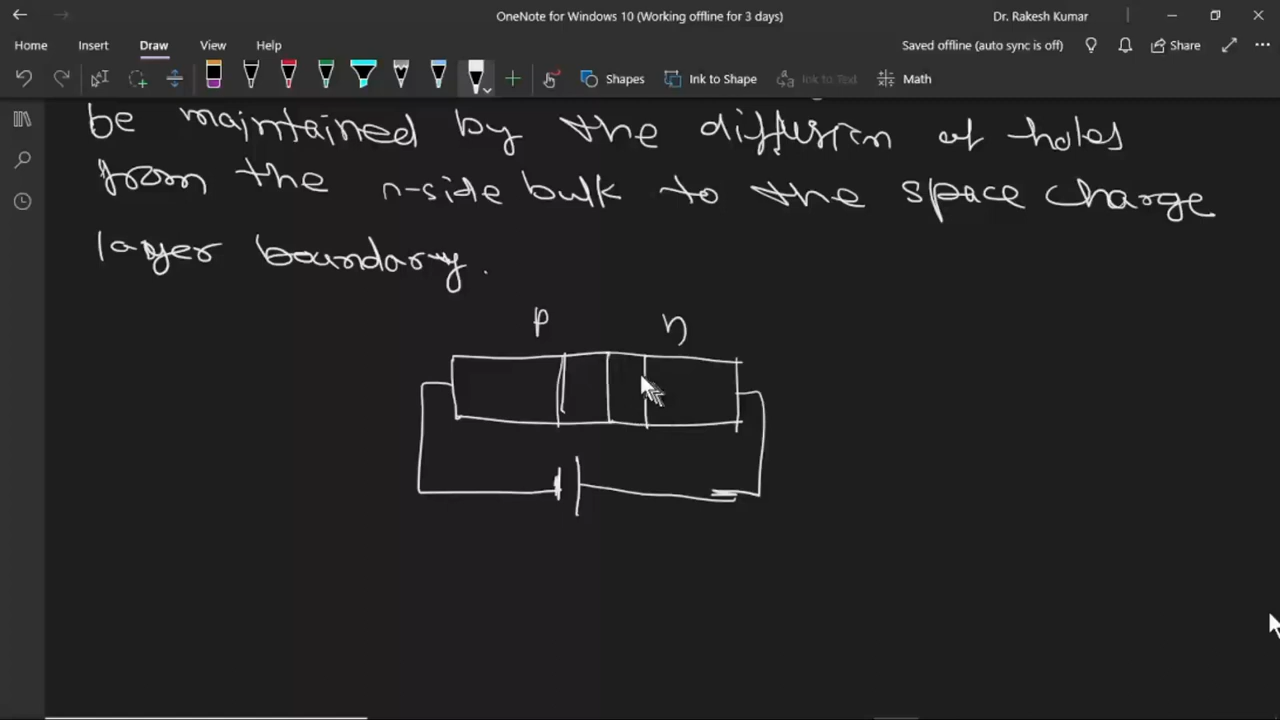 OneNote for Windows 10 (Working offline for 3 days)
Dr. Rakesh Kumar
Home Insert Draw View Help
Saved offline (auto sync is off)
Share
Shapes
Ink to Shape
Ink to Text
Math
be maintained by the diffusion of holes
from the n-side bulk to the space charge
layer boundary.
P n